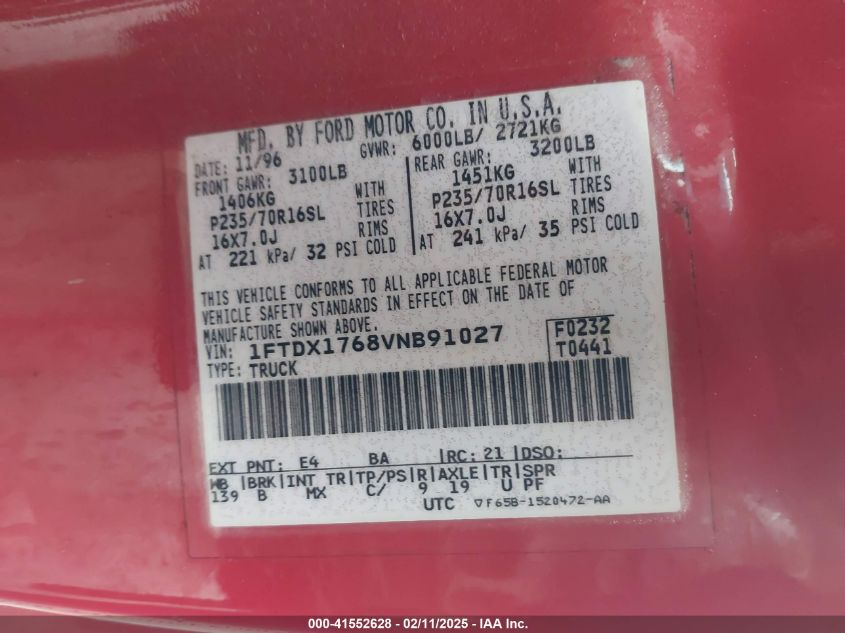 MFD. BY FORD MOTOR CO. IN U.S.A.
DATE: 11/96 GVWR: 6000LB/ 2721KG
FRONT GAWR: 3100LB REAR GAWR: 3200LB
1406KG WITH 1451KG WITH
P235/70R16SL TIRES P235/70R16SL TIRES
16X7.0J RIMS 16X7.0J RIMS
AT 221 kPa/ 32 PSI COLD AT 241 kPa/ 35 PSI COLD
THIS VEHICLE CONFORMS TO ALL APPLICABLE FEDERAL MOTOR
VEHICLE SAFETY STANDARDS IN EFFECT ON THE DATE OF
MANUFACTURE SHOWN ABOVE.
VIN: 1FTDX1768VNB91027 F0232
TYPE: TRUCK T0441
EXT PNT: E4 BA |RC: 21 |DSO:
WB |BRK|INT TR|TP/PS|R|AXLE|TR|SPR
139 B MX C/ 9 19 U PF
UTC ▽F65B-1520472-AA
000-41552628 - 02/11/2025 - IAA Inc.